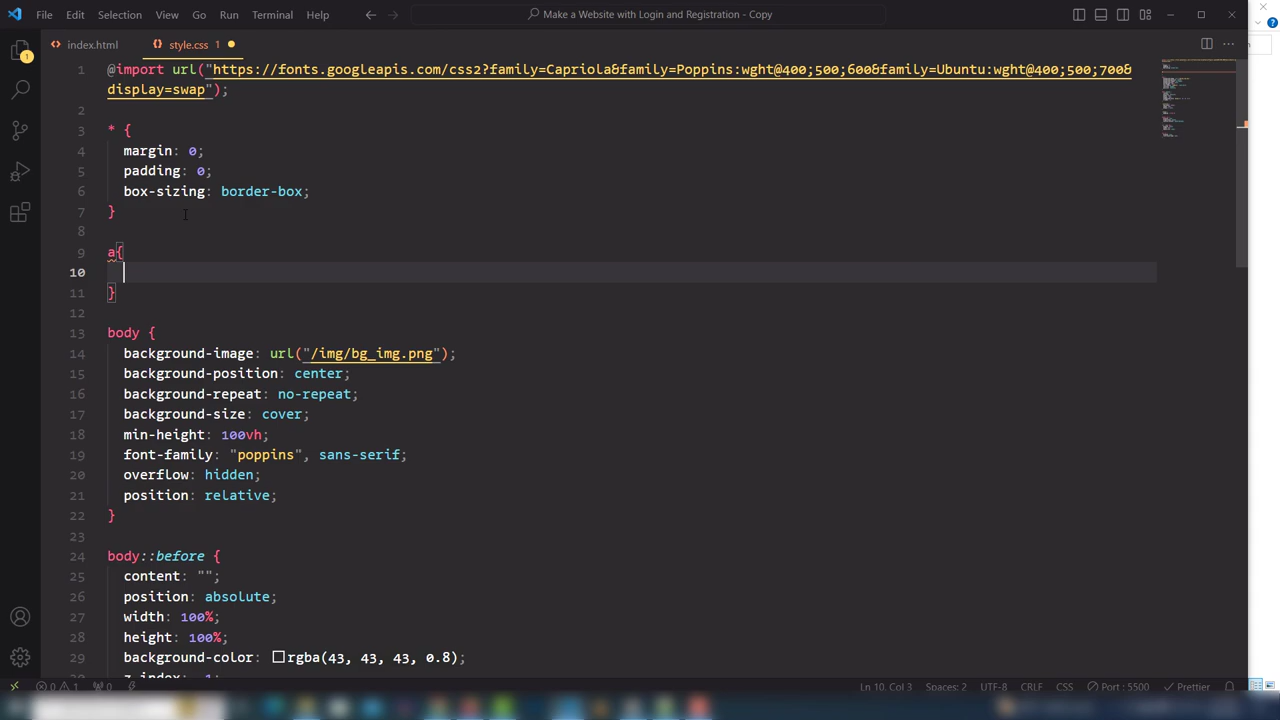 File Edit Selection View Go Run Terminal Help
Make a Website with Login and Registration - Copy
index.html
style.css 1
1 @import url("https://fonts.googleapis.com/css2?family=Capriola&family=Poppins:wght@400;500;600&family=Ubuntu:wght@400;500;700&
display=swap");
2
3 * {
4 margin: 0;
5 padding: 0;
6 box-sizing: border-box;
7 }
8
9 a{
10
11 }
12
13 body {
14 background-image: url("/img/bg_img.png");
15 background-position: center;
16 background-repeat: no-repeat;
17 background-size: cover;
18 min-height: 100vh;
19 font-family: "poppins", sans-serif;
20 overflow: hidden;
21 position: relative;
22 }
23
24 body::before {
25 content: "";
26 position: absolute;
27 width: 100%;
28 height: 100%;
29 background-color: rgba(43, 43, 43, 0.8);
0 1 0 Ln 10, Col 3 Spaces: 2 UTF-8 CRLF CSS Port : 5500 Prettier